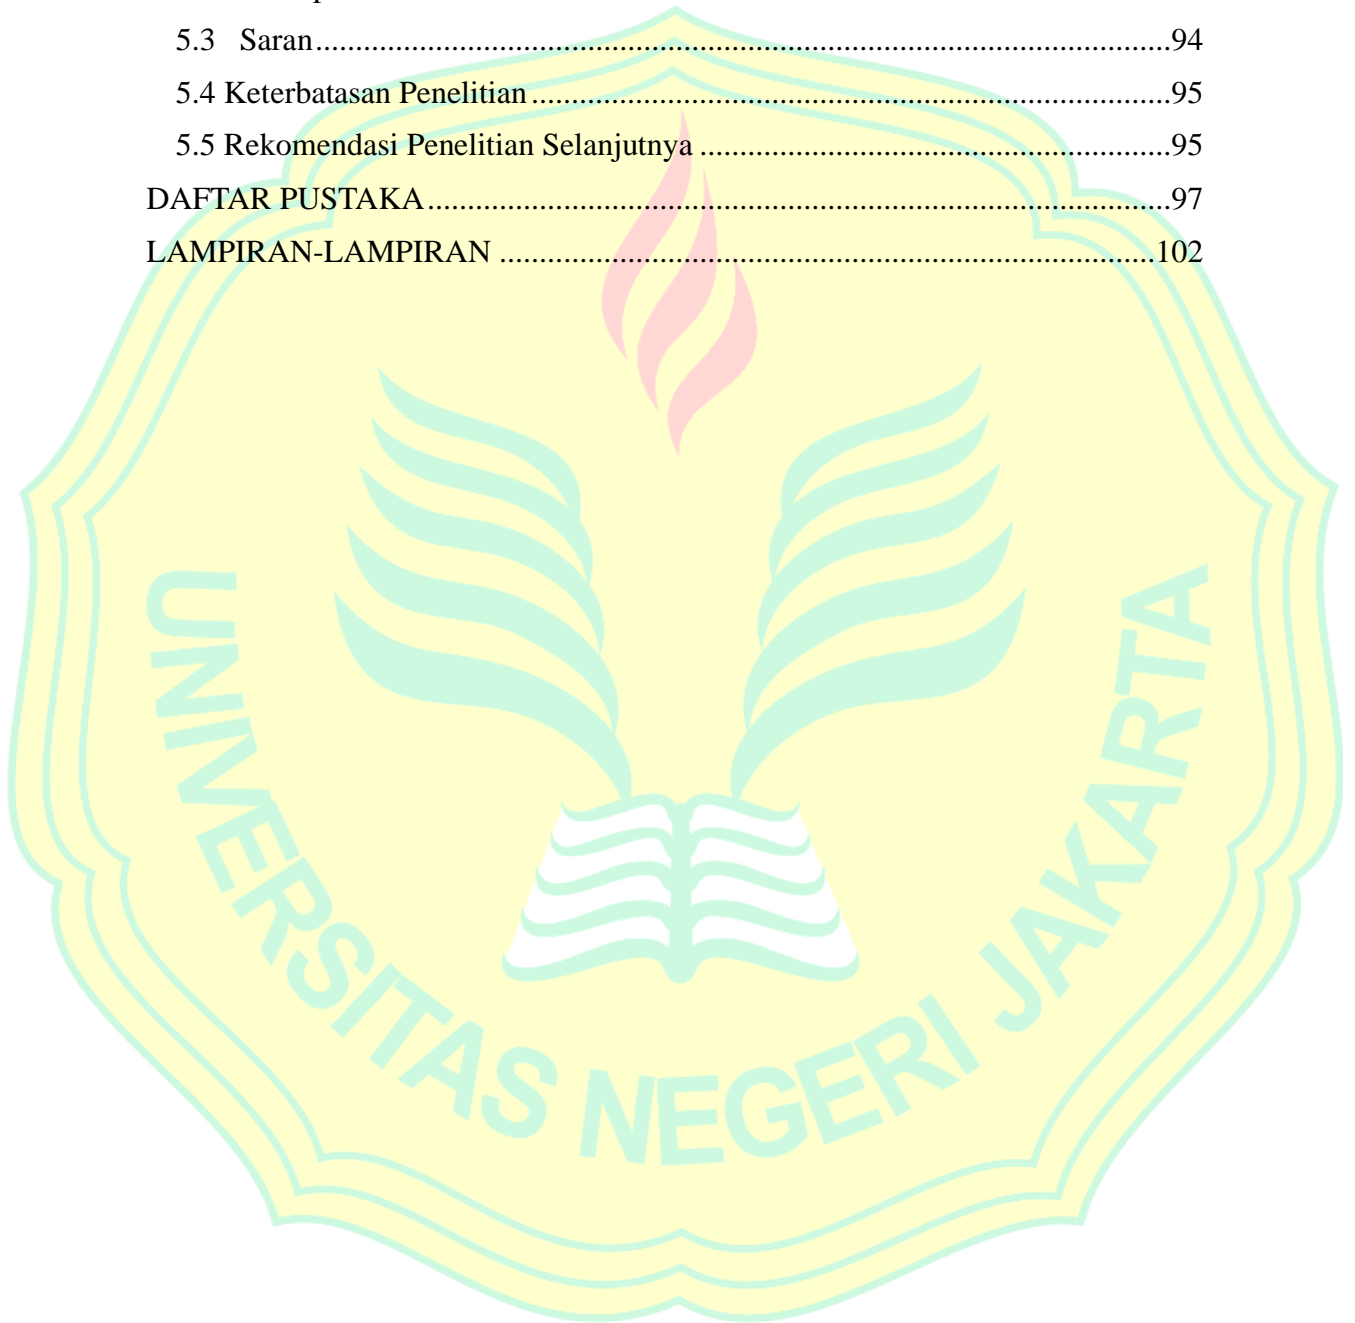 5.3 Saran..........................................................................................................94
5.4 Keterbatasan Penelitian...............................................................................95
5.5 Rekomendasi Penelitian Selanjutnya..........................................................95
DAFTAR PUSTAKA............................................................................................97
LAMPIRAN-LAMPIRAN.................................................................................102
UNIVERSITAS NEGERI JAKARTA